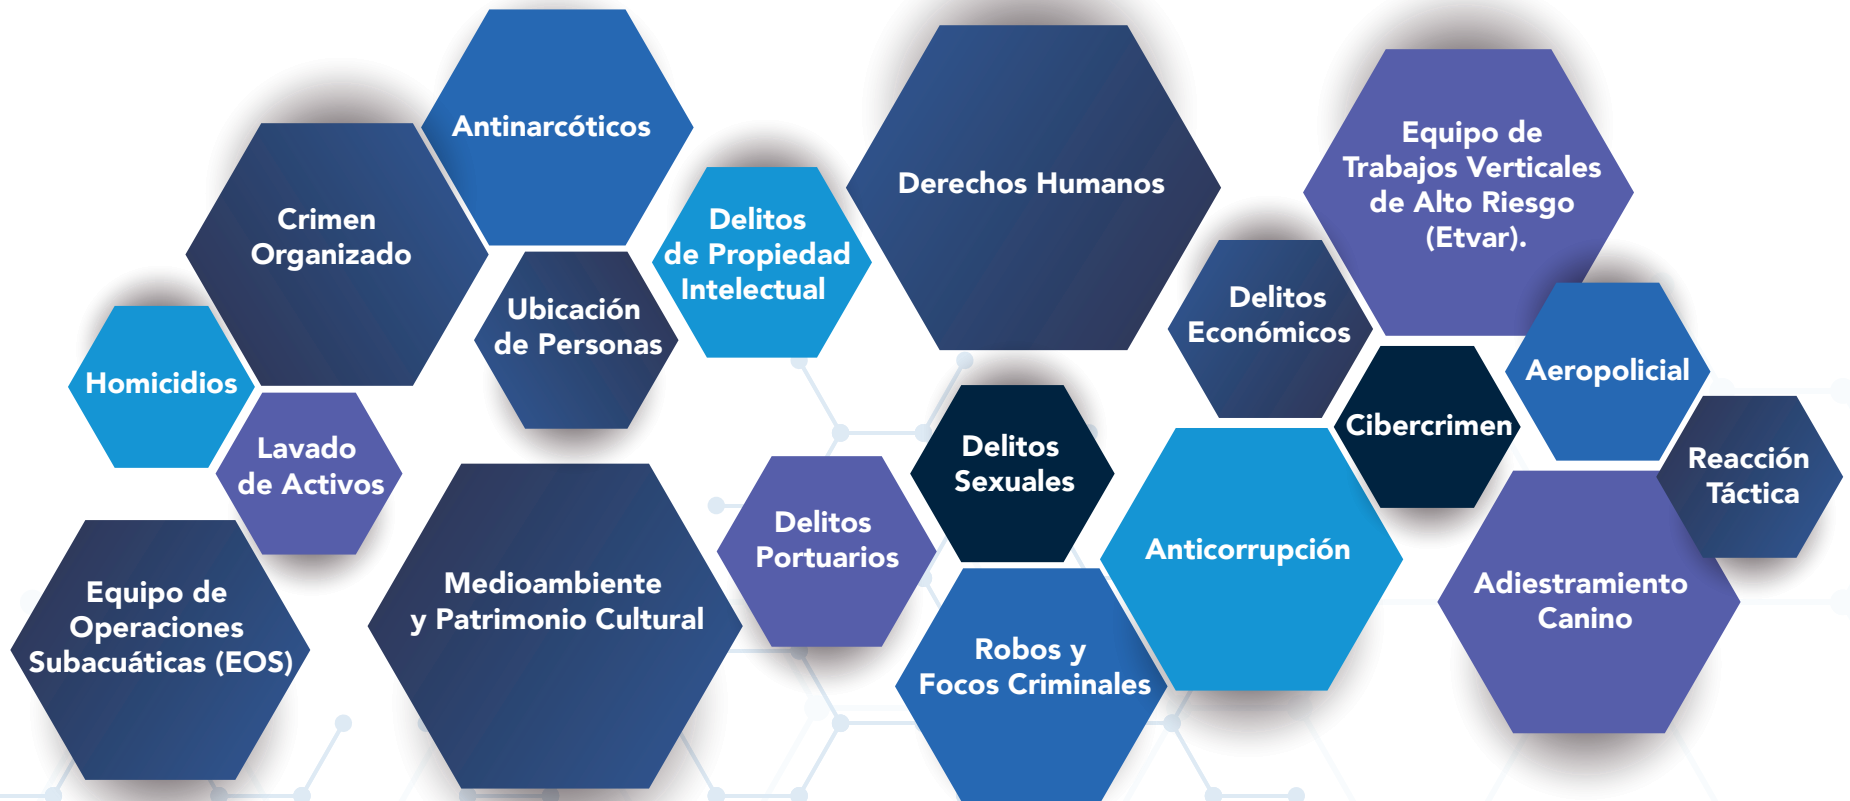 Antinarcóticos
Crimen
Organizado
Delitos
de Propiedad
Intelectual
Derechos Humanos
Equipo de
Trabajos Verticales
de Alto Riesgo
(Etvar).
Ubicación
de Personas
Homicidios
Lavado
de Activos
Delitos
Económicos
Aeropolicial
Cibercrimen
Reacción
Táctica
Delitos
Sexuales
Equipo de
Operaciones
Subacuáticas (EOS)
Medioambiente
y Patrimonio Cultural
Delitos
Portuarios
Anticorrupción
Adiestramiento
Canino
Robos y
Focos Criminales